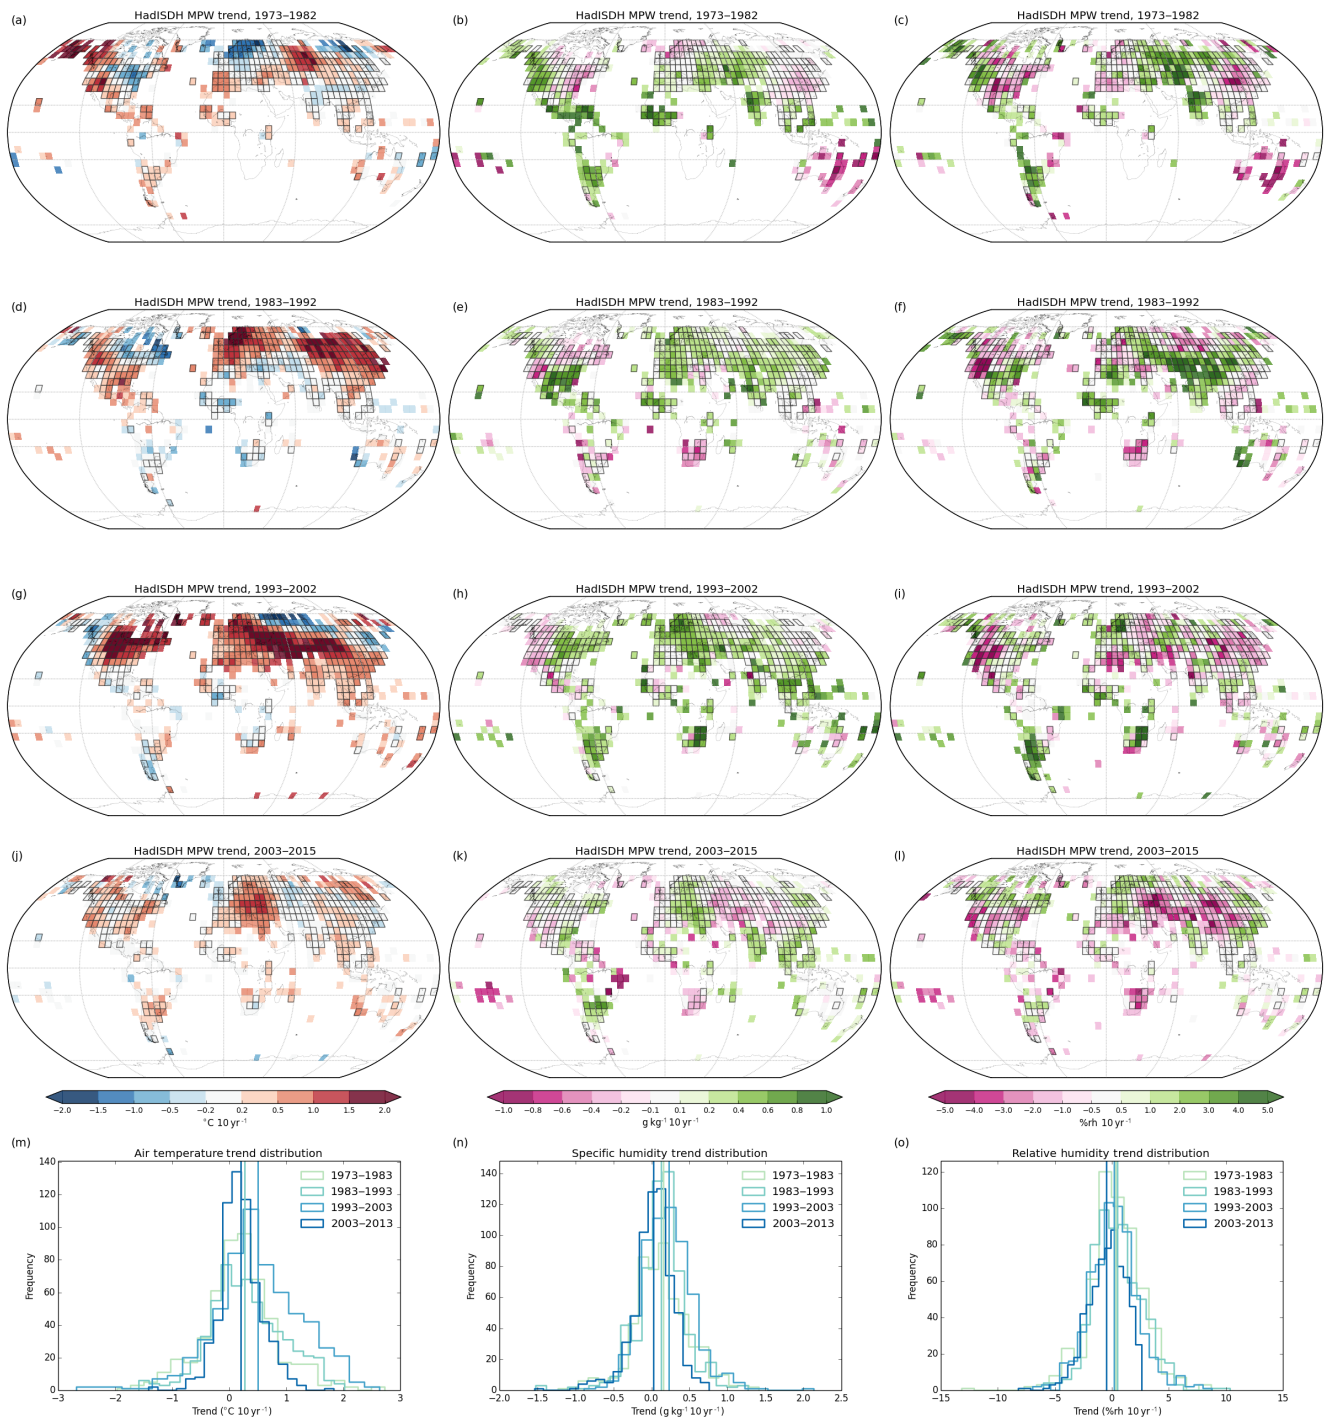 (a) HadISDH MPW trend, 1973–1982
(b) HadISDH MPW trend, 1973–1982
(c) HadISDH MPW trend, 1973–1982
(d) HadISDH MPW trend, 1983–1992
(e) HadISDH MPW trend, 1983–1992
(f) HadISDH MPW trend, 1983–1992
(g) HadISDH MPW trend, 1993–2002
(h) HadISDH MPW trend, 1993–2002
(i) HadISDH MPW trend, 1993–2002
(j) HadISDH MPW trend, 2003–2015
(k) HadISDH MPW trend, 2003–2015
(l) HadISDH MPW trend, 2003–2015
−2.0 −1.5 −1.0 −0.5 −0.2 0.2 0.5 1.0 1.5 2.0
°C 10 yr⁻¹
−1.0 −0.8 −0.6 −0.4 −0.2 −0.1 0.1 0.2 0.4 0.6 0.8 1.0
g kg⁻¹ 10 yr⁻¹
−5.0 −4.0 −3.0 −2.0 −1.0 −0.5 0.5 1.0 2.0 3.0 4.0 5.0
%rh 10 yr⁻¹
(m) Air temperature trend distribution
140
120
100
80
60
40
20
0
Frequency
1973–1983
1983–1993
1993–2003
2003–2013
−3 −2 −1 0 1 2 3
Trend (°C 10 yr⁻¹)
(n) Specific humidity trend distribution
140
120
100
80
60
40
20
0
Frequency
1973–1983
1983–1993
1993–2003
2003–2013
−2.0 −1.5 −1.0 −0.5 0.0 0.5 1.0 1.5 2.0 2.5
Trend (g kg⁻¹ 10 yr⁻¹)
(o) Relative humidity trend distribution
120
100
80
60
40
20
0
Frequency
1973-1983
1983-1993
1993-2003
2003-2013
−15 −10 −5 0 5 10 15
Trend (%rh 10 yr⁻¹)